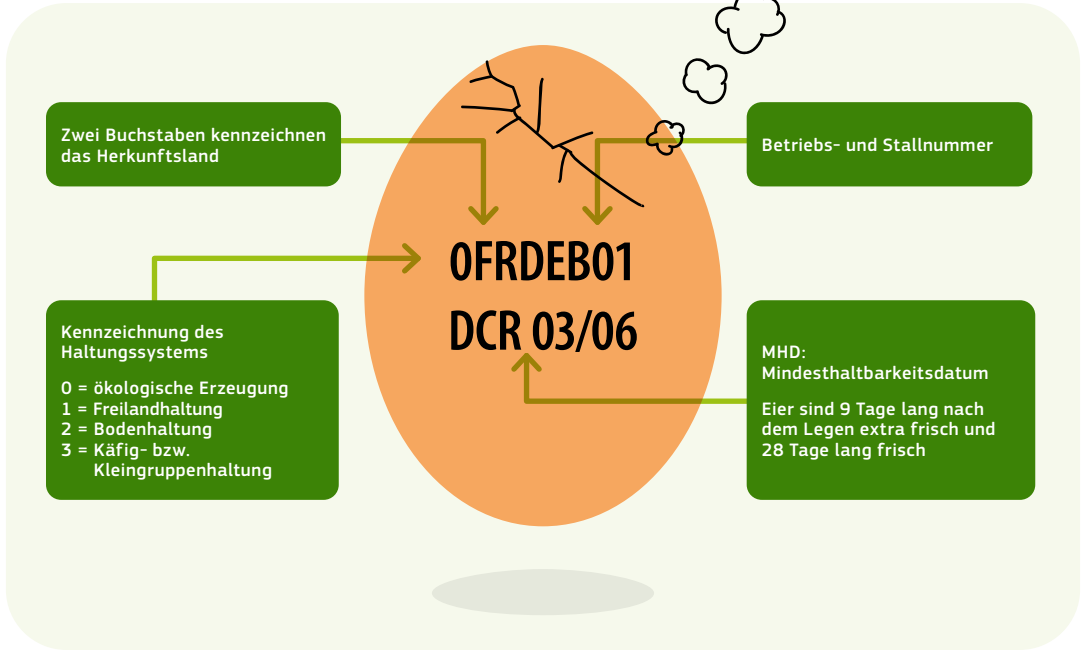 Zwei Buchstaben kennzeichnen
das Herkunftsland
Betriebs- und Stallnummer
0FRDEB01
DCR 03/06
Kennzeichnung des
Haltungssystems
0 = ökologische Erzeugung
1 = Freilandhaltung
2 = Bodenhaltung
3 = Käfig- bzw.
Kleingruppenhaltung
MHD:
Mindesthaltbarkeitsdatum
Eier sind 9 Tage lang nach
dem Legen extra frisch und
28 Tage lang frisch